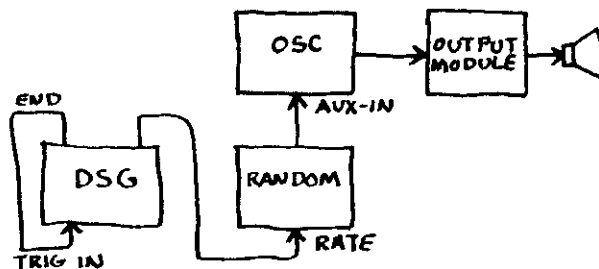 OSC
OUTPUT
MODULE
END
AUX-IN
DSG
RANDOM
TRIG IN
RATE